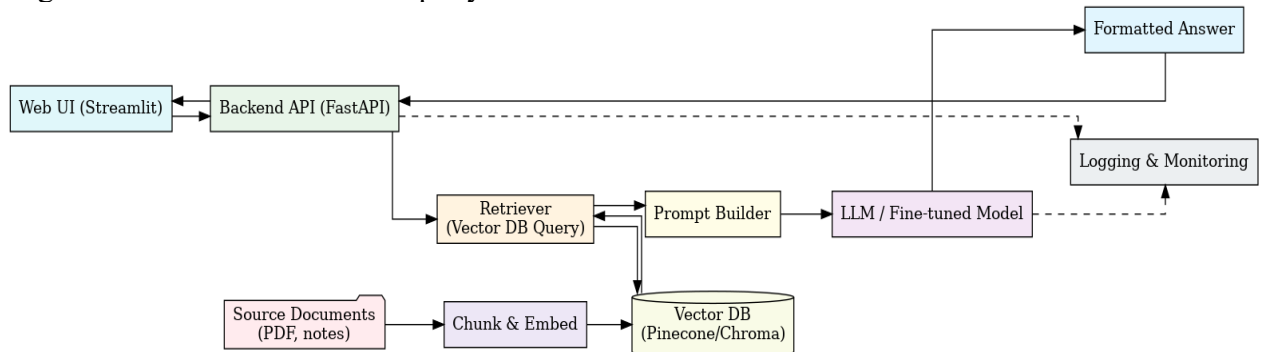 Formatted Answer
Web UI (Streamlit)
Backend API (FastAPI)
Logging & Monitoring
Retriever
(Vector DB Query)
Prompt Builder
LLM / Fine-tuned Model
Source Documents
(PDF, notes)
Chunk & Embed
Vector DB
(Pinecone/Chroma)